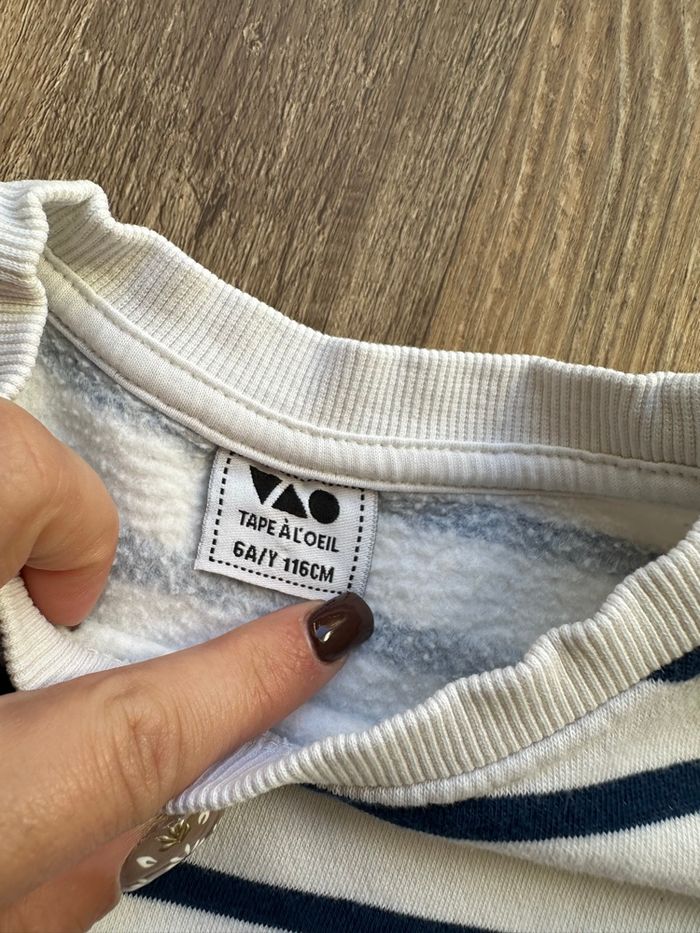 TAPE À L'OEIL
6A/Y 116CM